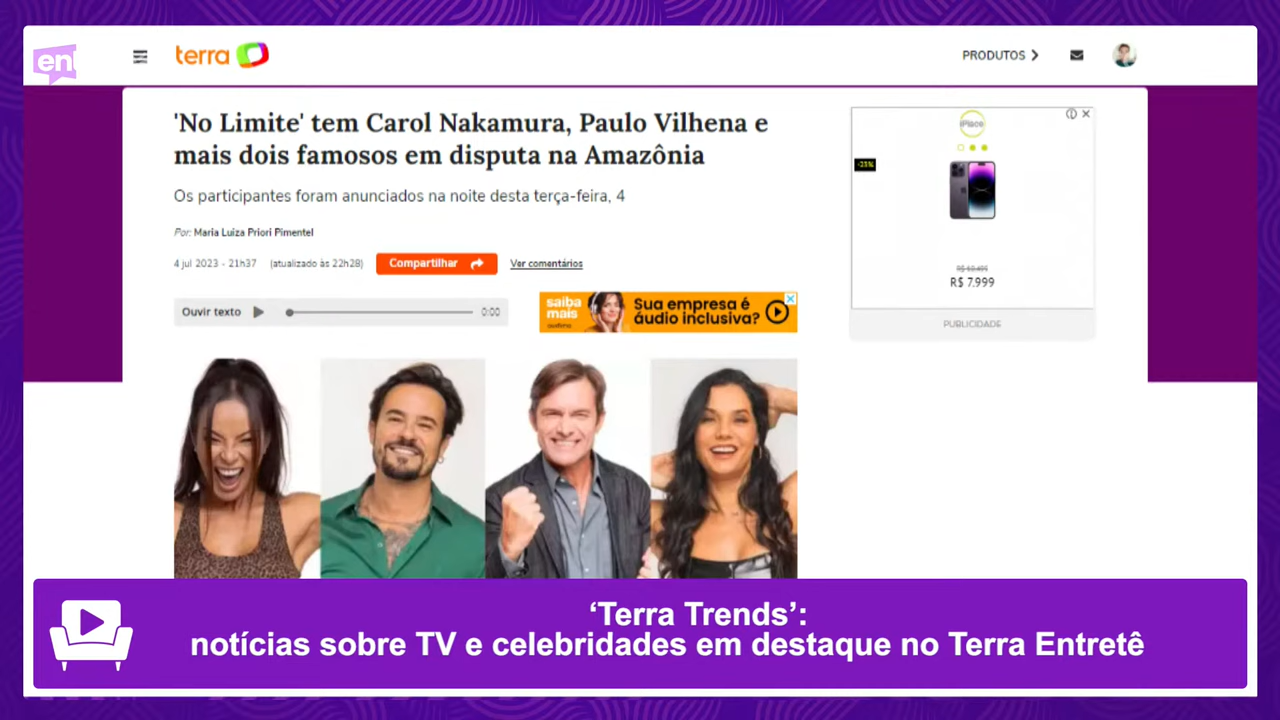 en
terra
PRODUTOS
'No Limite' tem Carol Nakamura, Paulo Vilhena e
mais dois famosos em disputa na Amazônia
Os participantes foram anunciados na noite desta terça-feira, 4
Por: Maria Luiza Priori Pimentel
4 jul 2023 - 21h37 (atualizado às 22h28) Compartilhar Ver comentários
Ouvir texto 0:00
saiba
mais
Sua empresa é
áudio inclusiva?
iPlace
-23%
R$ 7.999
PUBLICIDADE
‘Terra Trends’:
notícias sobre TV e celebridades em destaque no Terra Entretê